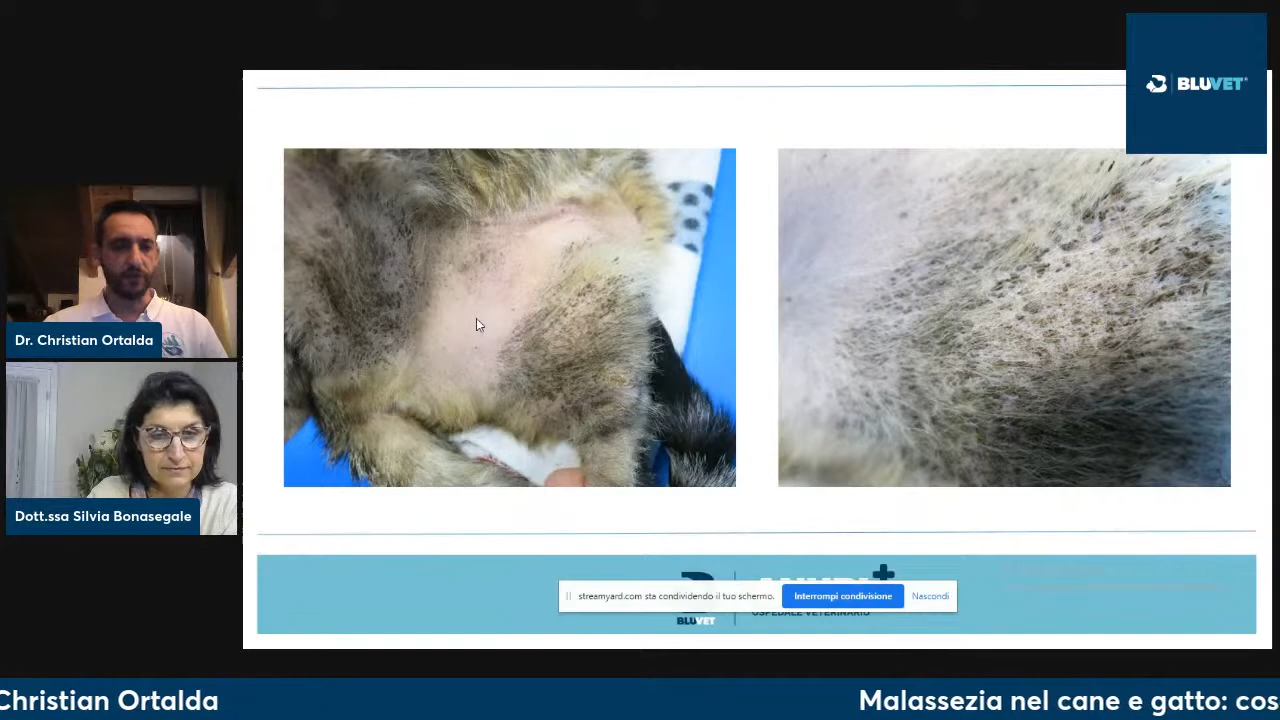 BLUVET
Dr. Christian Ortalda
Dott.ssa Silvia Bonasegale
streamyard.com sta condividendo il tuo schermo.
Interrompi condivisione
Nascondi
OSPEDALE VETERINARIO
BLUVET
Christian Ortalda
Malassezia nel cane e gatto: cos